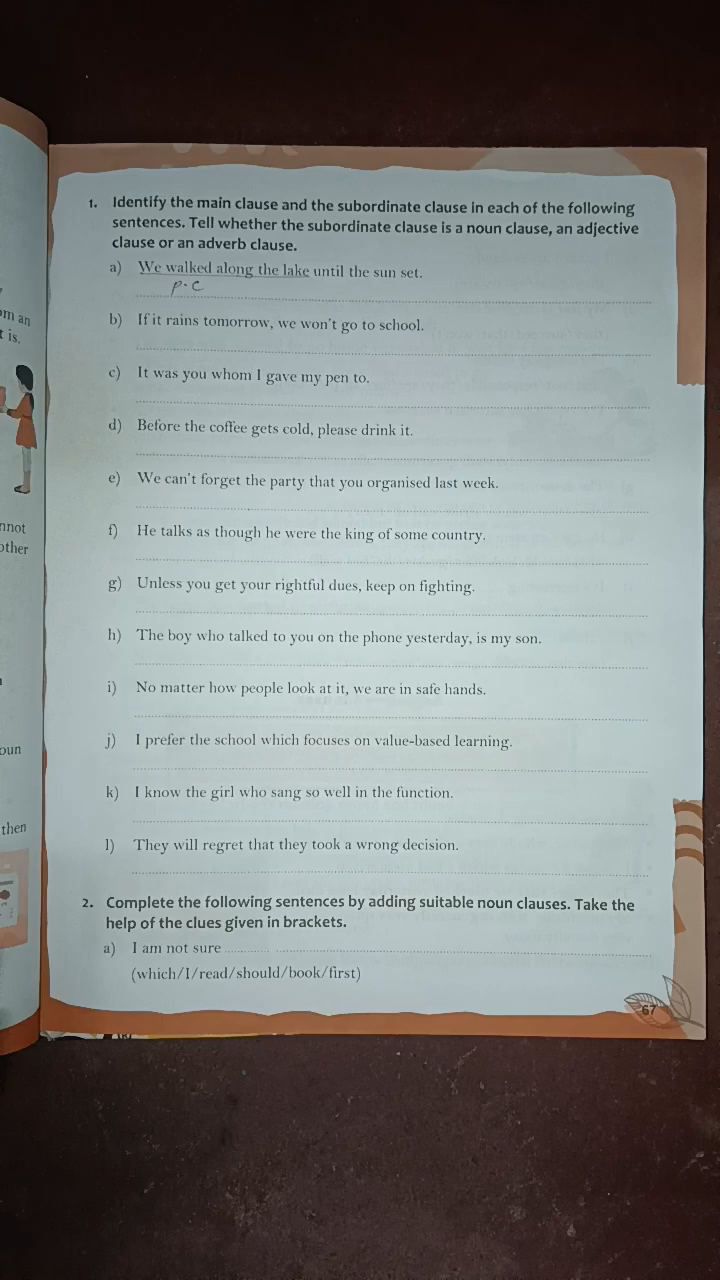 om an
t is.
nnot
other
oun
then
1. Identify the main clause and the subordinate clause in each of the following
sentences. Tell whether the subordinate clause is a noun clause, an adjective
clause or an adverb clause.
a) We walked along the lake until the sun set.
P.C
b) If it rains tomorrow, we won't go to school.
c) It was you whom I gave my pen to.
d) Before the coffee gets cold, please drink it.
e) We can't forget the party that you organised last week.
f) He talks as though he were the king of some country.
g) Unless you get your rightful dues, keep on fighting.
h) The boy who talked to you on the phone yesterday, is my son.
i) No matter how people look at it, we are in safe hands.
j) I prefer the school which focuses on value-based learning.
k) I know the girl who sang so well in the function.
l) They will regret that they took a wrong decision.
2. Complete the following sentences by adding suitable noun clauses. Take the
help of the clues given in brackets.
a) I am not sure
(which/I/read/should/book/first)
67